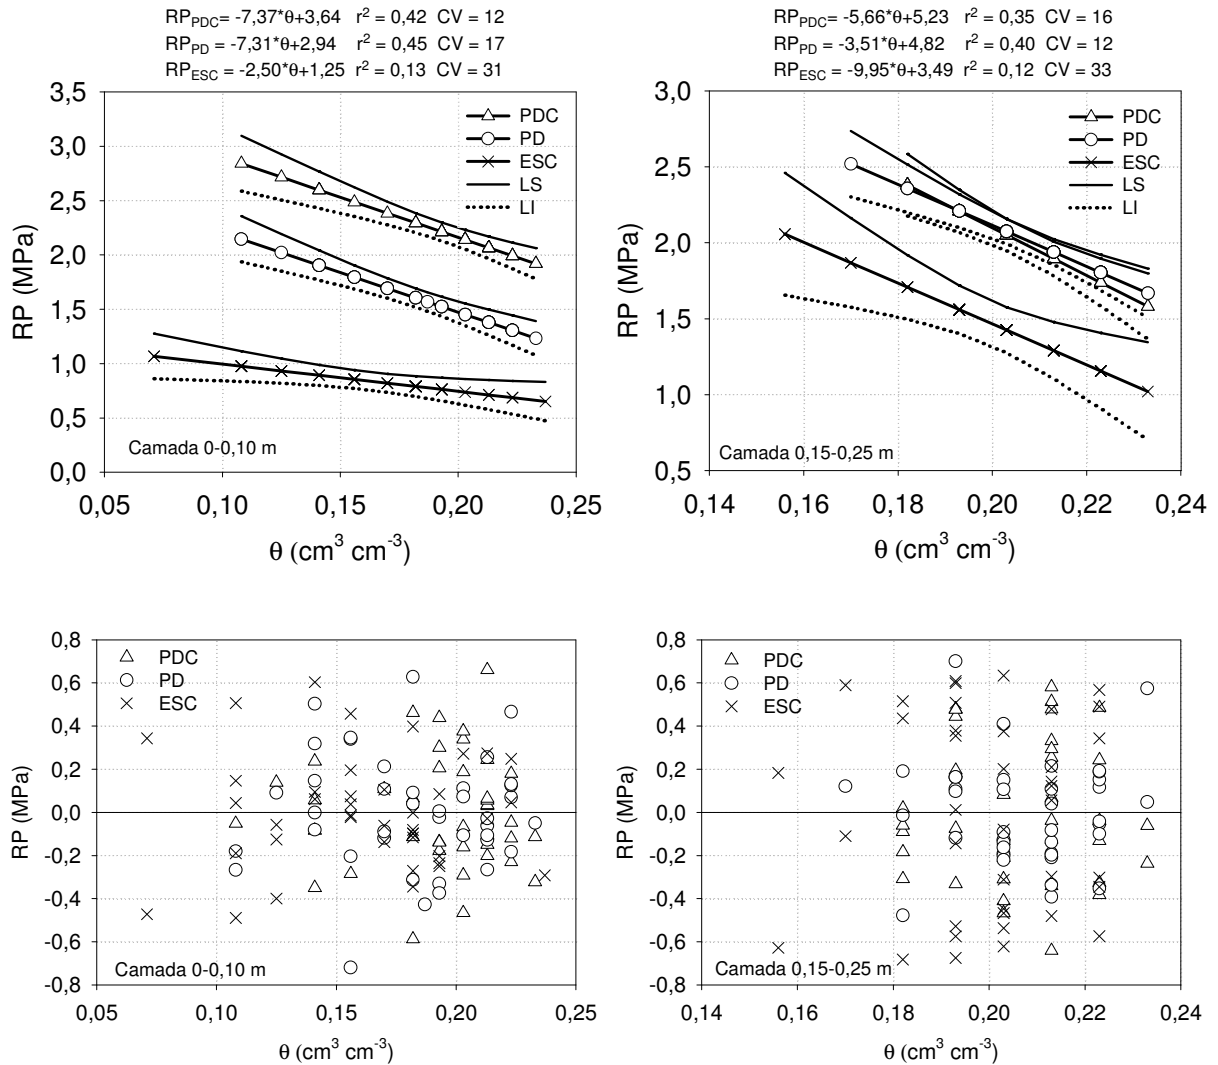 RP_PDC= -7,37*θ+3,64 r² = 0,42 CV = 12
RP_PD = -7,31*θ+2,94 r² = 0,45 CV = 17
RP_ESC = -2,50*θ+1,25 r² = 0,13 CV = 31
3,5
3,0
2,5
2,0
1,5
1,0
0,5
0,0
RP (MPa)
PDC
PD
ESC
LS
LI
Camada 0-0,10 m
0,05 0,10 0,15 0,20 0,25
θ (cm³ cm⁻³)
RP_PDC= -5,66*θ+5,23 r² = 0,35 CV = 16
RP_PD = -3,51*θ+4,82 r² = 0,40 CV = 12
RP_ESC = -9,95*θ+3,49 r² = 0,12 CV = 33
3,0
2,5
2,0
1,5
1,0
0,5
RP (MPa)
PDC
PD
ESC
LS
LI
Camada 0,15-0,25 m
0,14 0,16 0,18 0,20 0,22 0,24
θ (cm³ cm⁻³)
0,8
0,6
0,4
0,2
0,0
-0,2
-0,4
-0,6
-0,8
RP (MPa)
PDC
PD
ESC
Camada 0-0,10 m
0,05 0,10 0,15 0,20 0,25
θ (cm³ cm⁻³)
0,8
0,6
0,4
0,2
0,0
-0,2
-0,4
-0,6
-0,8
RP (MPa)
PDC
PD
ESC
Camada 0,15-0,25 m
0,14 0,16 0,18 0,20 0,22 0,24
θ (cm³ cm⁻³)